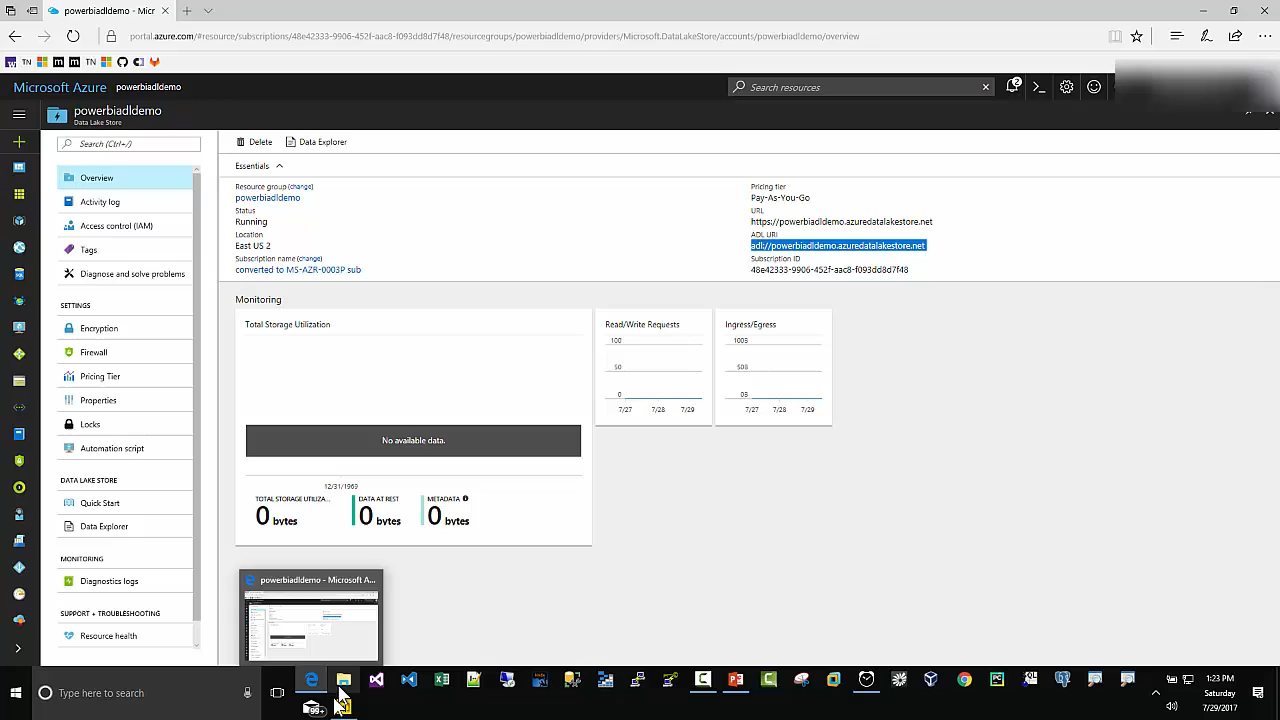 powerbiadldemo - Micr
portal.azure.com/#resource/subscriptions/48e42333-9906-452f-aac8-f093dd8d7f48/resourcegroups/powerbiadldemo/providers/Microsoft.DataLakeStore/accounts/powerbiadldemo/overview
TN
TN
Microsoft Azure powerbiadldemo
Search resources
2
powerbiadldemo
Data Lake Store
Search (Ctrl+/)
Delete
Data Explorer
Overview
Activity log
Access control (IAM)
Tags
Diagnose and solve problems
SETTINGS
Encryption
Firewall
Pricing Tier
Properties
Locks
Automation script
DATA LAKE STORE
Quick Start
Data Explorer
MONITORING
Diagnostics logs
SUPPORT + TROUBLESHOOTING
Resource health
Essentials
Resource group (change)
powerbiadldemo
Status
Running
Location
East US 2
Subscription name (change)
converted to MS-AZR-0003P sub
Pricing tier
Pay-As-You-Go
URL
https://powerbiadldemo.azuredatalakestore.net
ADL URI
adl://powerbiadldemo.azuredatalakestore.net
Subscription ID
48e42333-9906-452f-aac8-f093dd8d7f48
Monitoring
Total Storage Utilization
No available data.
12/31/1969
TOTAL STORAGE UTILIZA...
0 bytes
DATA AT REST
0 bytes
METADATA
0 bytes
Read/Write Requests
100
50
0
7/27 7/28 7/29
Ingress/Egress
100B
50B
0B
7/27 7/28 7/29
powerbiadldemo - Microsoft A...
Type here to search
99+
1:23 PM
Saturday
7/29/2017